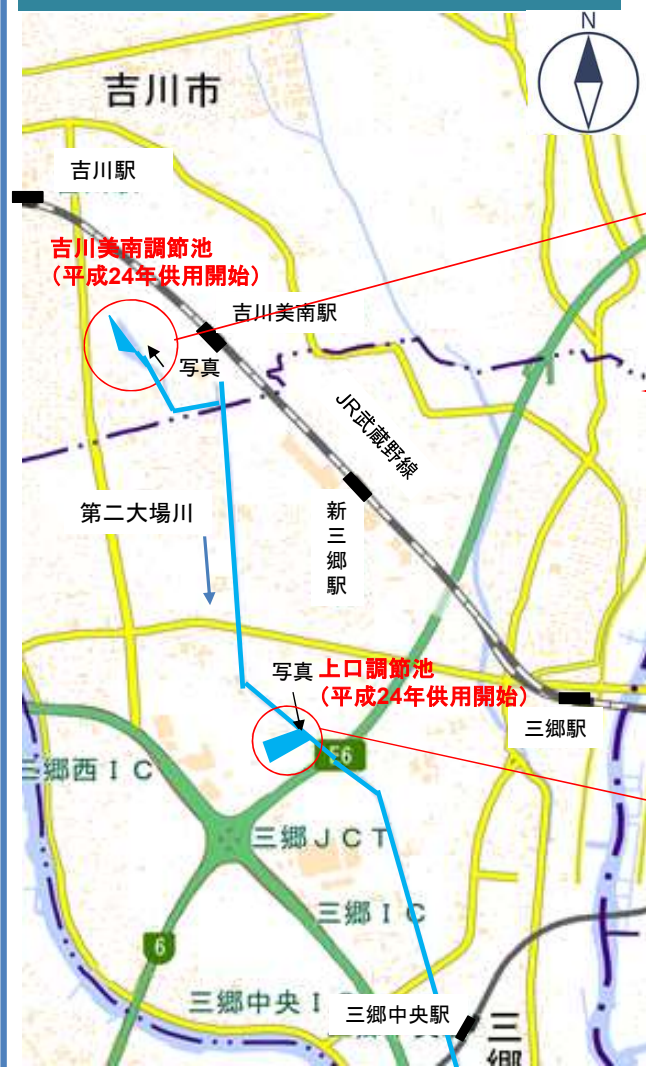 N
吉川市
吉川駅
吉川美南調節池
(平成24年供用開始)
吉川美南駅
写真
JR武蔵野線
第二大場川
新三郷駅
写真
上口調節池
(平成24年供用開始)
三郷駅
E6
三郷西IC
三郷JCT
三郷IC
6
三郷中央I
三郷中央駅
三郷